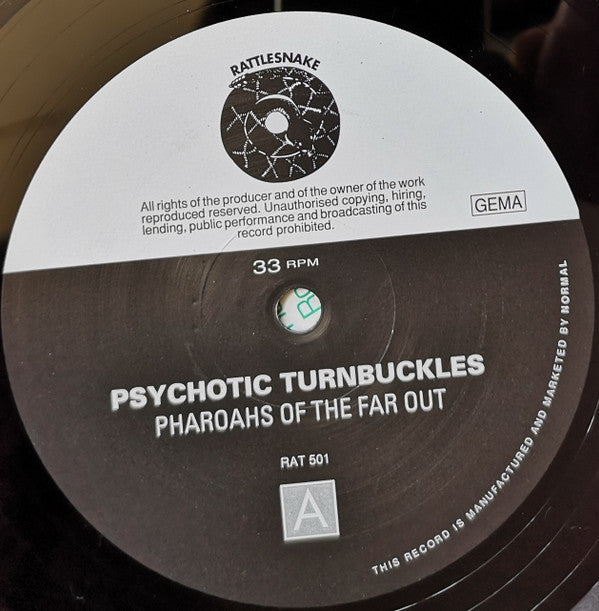 RATTLESNAKE
All rights of the producer and of the owner of the work
reproduced reserved. Unauthorised copying, hiring,
lending, public performance and broadcasting of this
record prohibited.
GEMA
33 RPM
PSYCHOTIC TURNBUCKLES
PHAROAHS OF THE FAR OUT
RAT 501
A
THIS RECORD IS MANUFACTURED AND MARKETED BY NORMAL